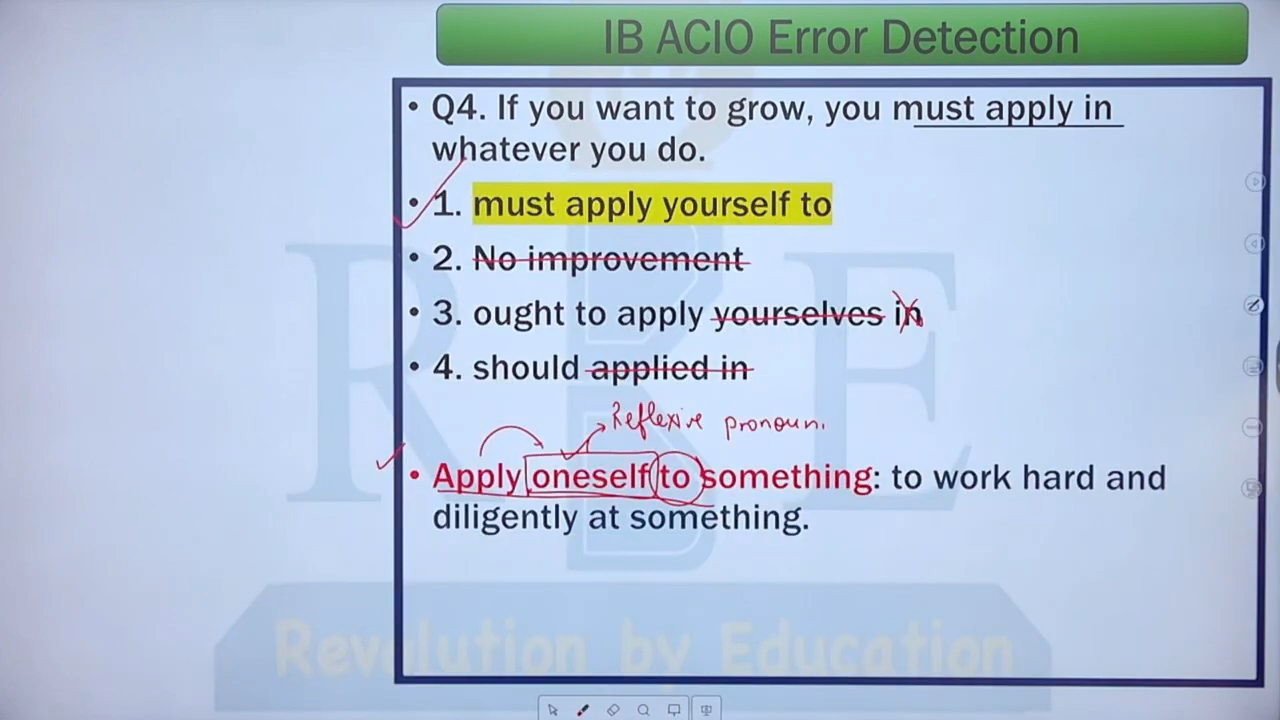 IB ACIO Error Detection
• Q4. If you want to grow, you must apply in
whatever you do.
• 1. must apply yourself to
• 2. No improvement
• 3. ought to apply yourselves in
• 4. should applied in
Reflexive pronoun.
• Apply oneself to something: to work hard and
diligently at something.
RBE
Revolution by Education